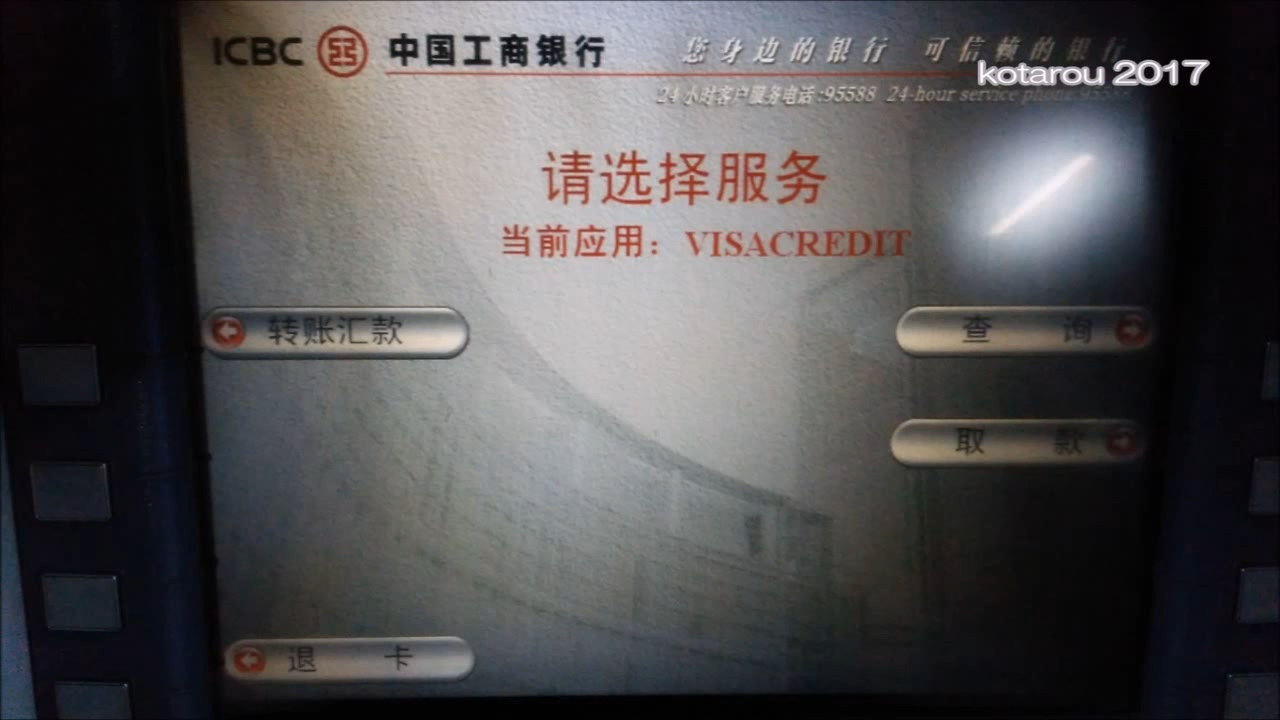 ICBC 中国工商银行
您身边的银行 可信赖的银行
kotarou 2017
24小时客户服务电话:95588 24-hour service phone:95588
请选择服务
当前应用：VISACREDIT
转账汇款
查 询
取 款
退 卡